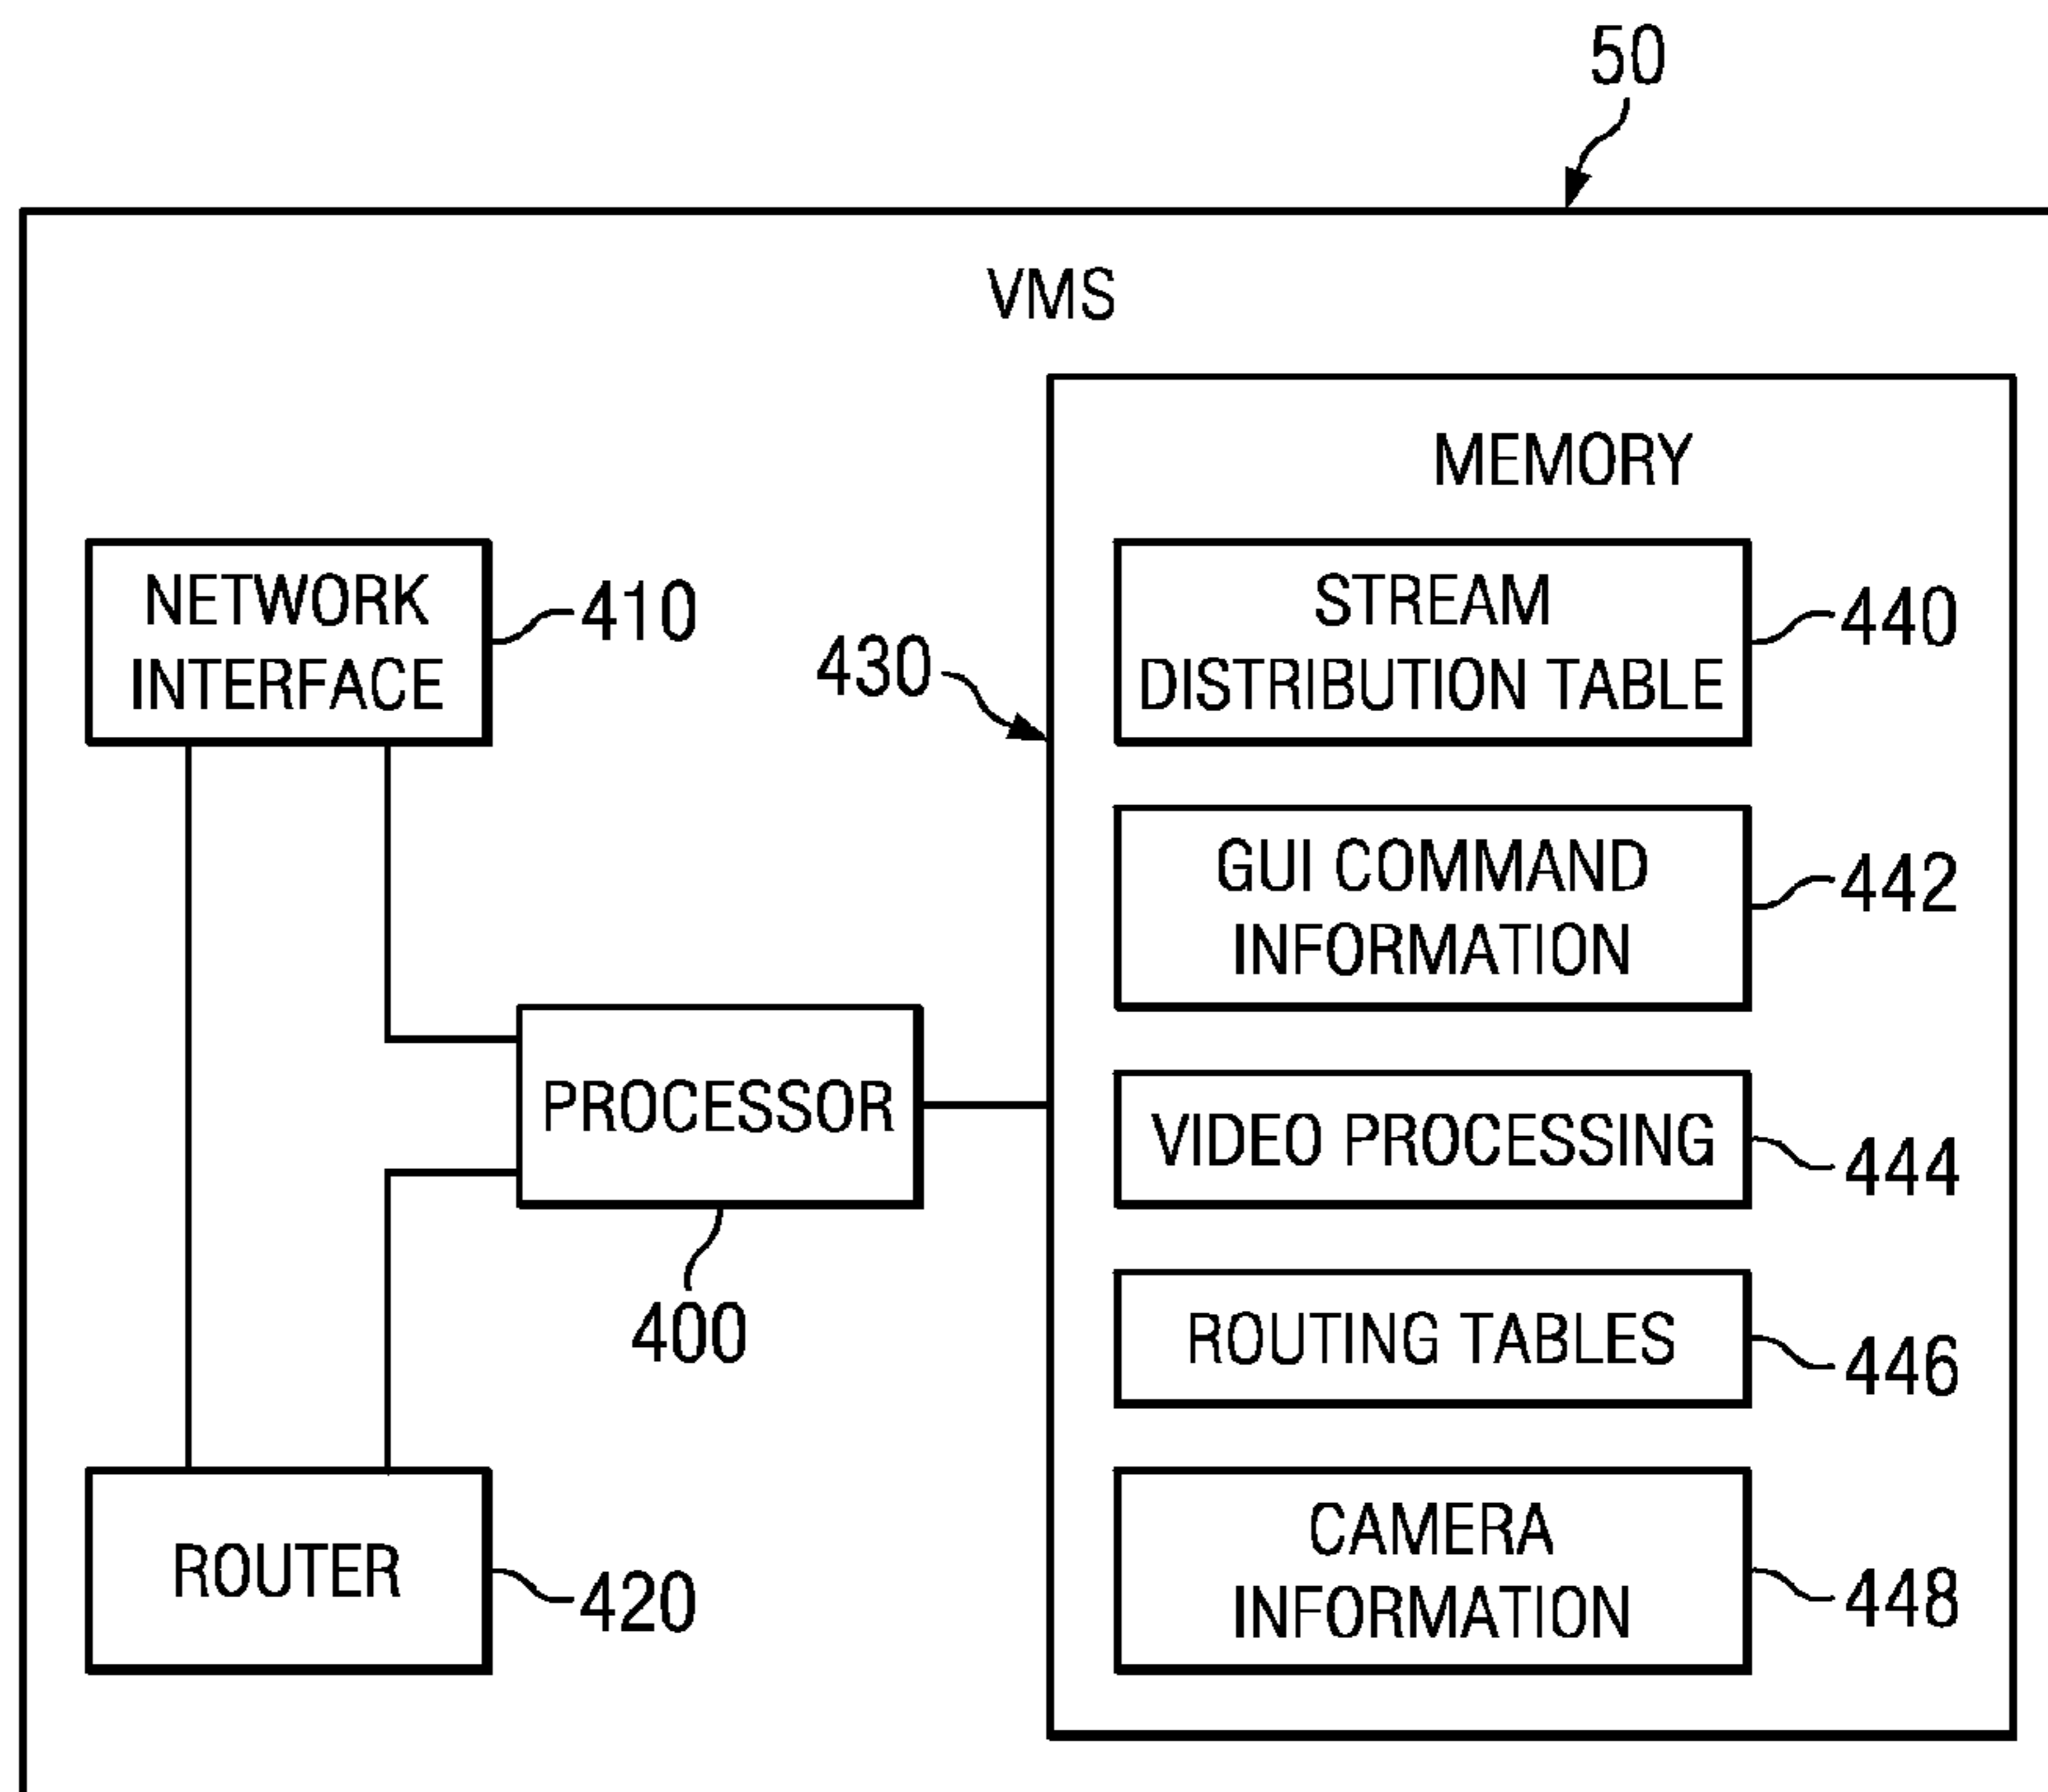 50
VMS
MEMORY
NETWORK
INTERFACE
410
430
STREAM
DISTRIBUTION TABLE
440
GUI COMMAND
INFORMATION
442
PROCESSOR
400
VIDEO PROCESSING
444
ROUTING TABLES
446
ROUTER
420
CAMERA
INFORMATION
448